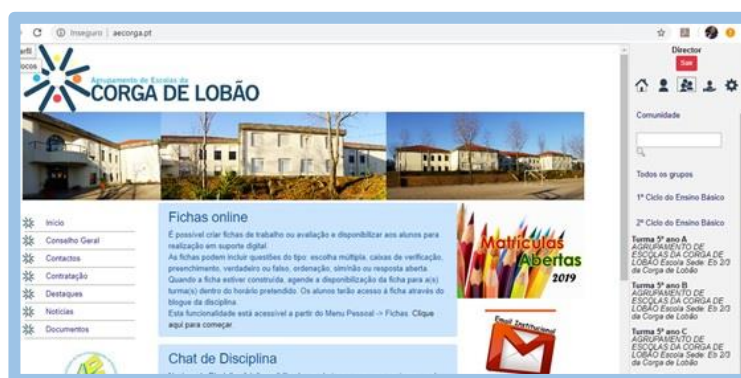 Inseguro | aecorga.pt
Agrupamento de Escolas da
CORGA DE LOBÃO
Início
Conselho Geral
Contactos
Contratação
Destaques
Notícias
Documentos
Fichas online
É possível criar fichas de trabalho ou avaliação e disponibilizar aos alunos para
realização em suporte digital.
As fichas podem incluir questões do tipo: escolha múltipla, caixas de verificação,
preenchimento, verdadeiro ou falso, ordenação, sim/não ou resposta aberta.
Quando a ficha estiver construída, agende a disponibilização da ficha para a(s)
turma(s) dentro do horário pretendido. Os alunos terão acesso à ficha através do
blogue da disciplina.
Esta funcionalidade está acessível a partir do Menu Pessoal -> Fichas. Clique
aqui para começar.
Chat de Disciplina
Matrículas
Abertas
2019
Email Institucional
Director
Sair
Comunidade
Todos os grupos
1º Ciclo do Ensino Básico
2º Ciclo do Ensino Básico
Turma 5º ano A
AGRUPAMENTO DE
ESCOLAS DA CORGA DE
LOBÃO Escola Sede: Eb 2/3
da Corga de Lobão
Turma 5º ano B
AGRUPAMENTO DE
ESCOLAS DA CORGA DE
LOBÃO Escola Sede: Eb 2/3
da Corga de Lobão
Turma 5º ano C
AGRUPAMENTO DE
ESCOLAS DA CORGA DE
LOBÃO Escola Sede: Eb 2/3
da Corga de Lobão